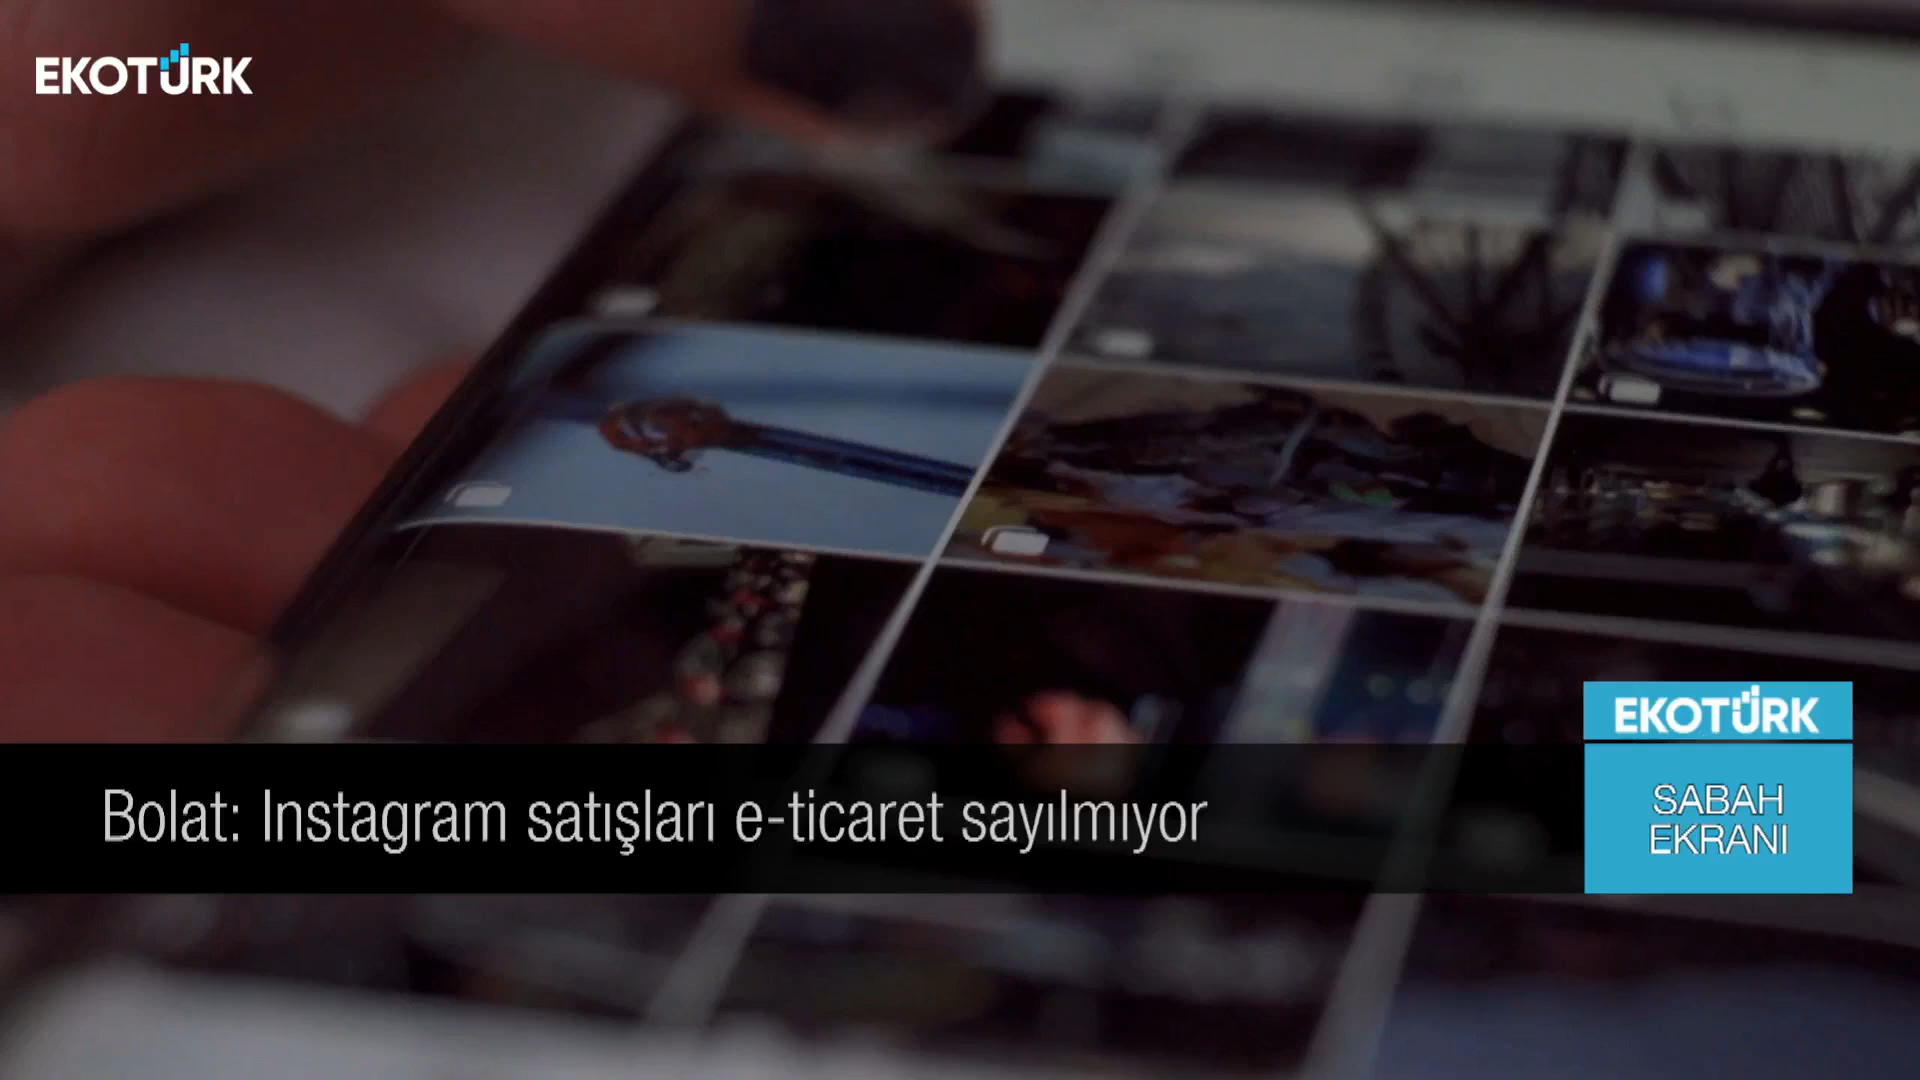 EKOTÜRK
EKOTÜRK
Bolat: Instagram satışları e-ticaret sayılmıyor
SABAH
EKRANI